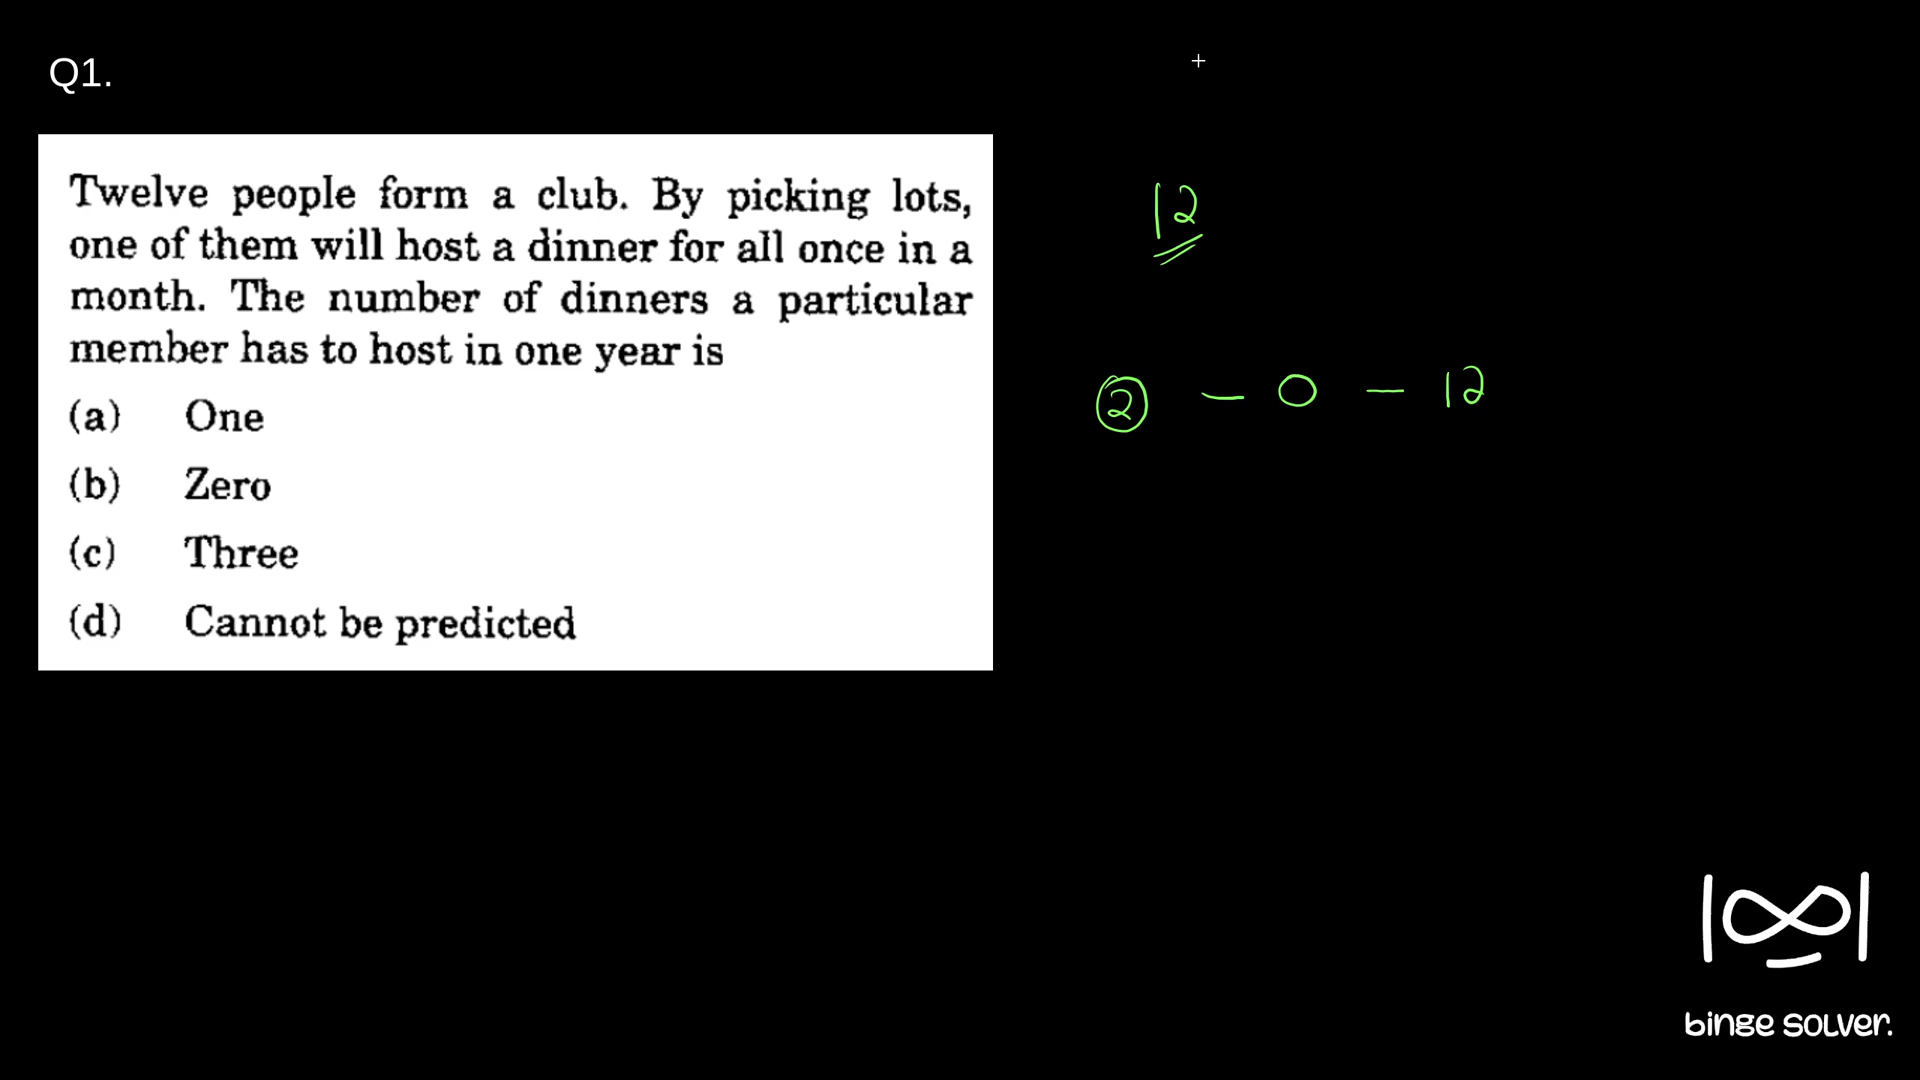 Q1.
Twelve people form a club. By picking lots,
one of them will host a dinner for all once in a
month. The number of dinners a particular
member has to host in one year is
(a) One
(b) Zero
(c) Three
(d) Cannot be predicted
12
2 — 0 — 12
binge solver.